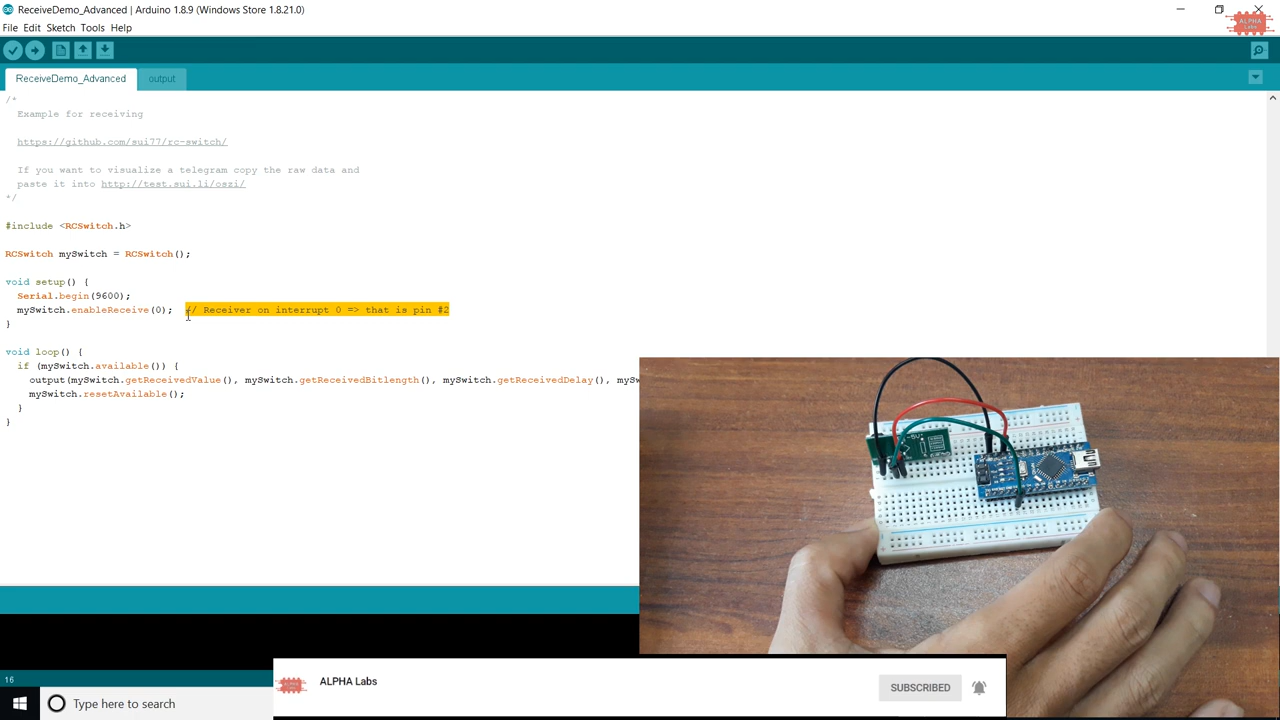 ReceiveDemo_Advanced | Arduino 1.8.9 (Windows Store 1.8.21.0)
File Edit Sketch Tools Help
ALPHA
Labs
ReceiveDemo_Advanced output
/*
Example for receiving
https://github.com/sui77/rc-switch/
If you want to visualize a telegram copy the raw data and
paste it into http://test.sui.li/oszi/
*/
#include <RCSwitch.h>
RCSwitch mySwitch = RCSwitch();
void setup() {
Serial.begin(9600);
mySwitch.enableReceive(0); // Receiver on interrupt 0 => that is pin #2
}
void loop() {
if (mySwitch.available()) {
output(mySwitch.getReceivedValue(), mySwitch.getReceivedBitlength(), mySwitch.getReceivedDelay(), mySw
mySwitch.resetAvailable();
}
}
-5V
16
ALPHA Labs
SUBSCRIBED
Type here to search